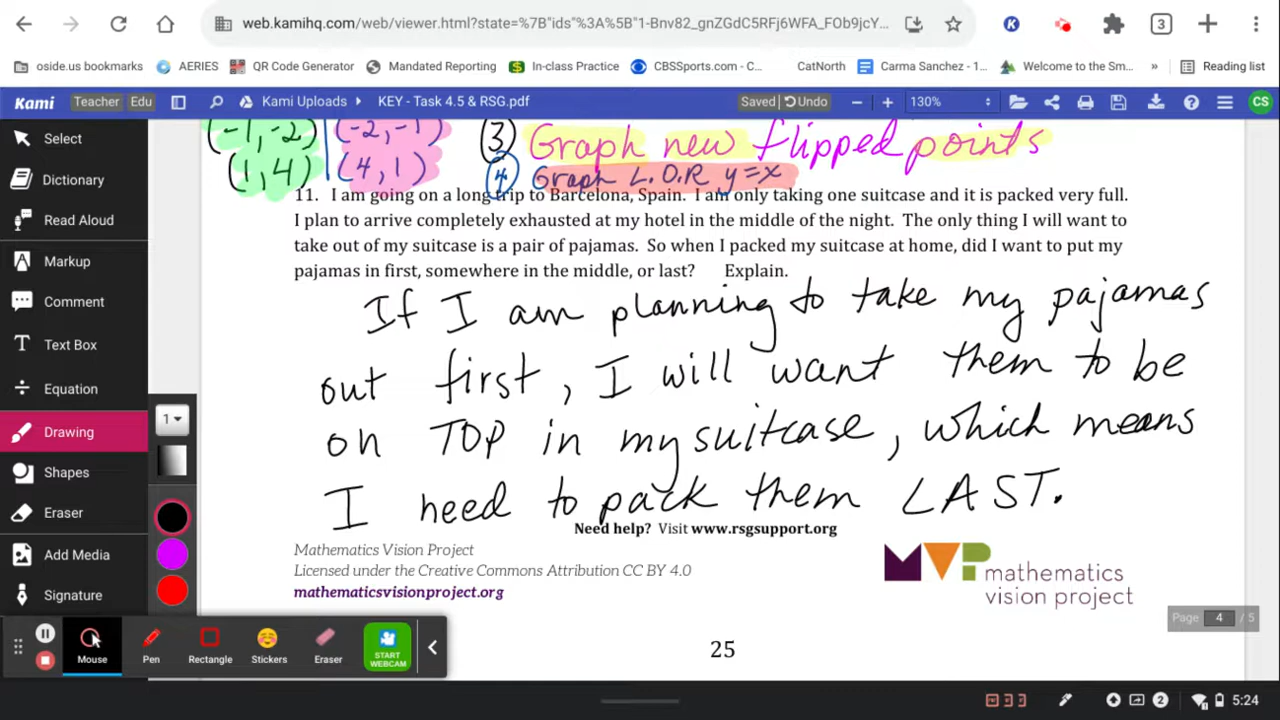 web.kamihq.com/web/viewer.html?state=%7B"ids"%3A%5B"1-Bnv82_gnZGdC5RFj6WFA_FOb9jcY...
3
oside.us bookmarks AERIES QR Code Generator Mandated Reporting In-class Practice CBSSports.com - C... CatNorth Carma Sanchez - 1... Welcome to the Sm... » Reading list
Kami Teacher Edu Kami Uploads KEY - Task 4.5 & RSG.pdf Saved Undo 130% CS
Select
Dictionary
Read Aloud
Markup
Comment
Text Box
Equation
Drawing
Shapes
Eraser
Add Media
Signature
1
(-1,-2) (-2,-1) (3) Graph new flipped points
(1,4) (4,1) (4) Graph L.O.R y=x
11. I am going on a long trip to Barcelona, Spain. I am only taking one suitcase and it is packed very full.
I plan to arrive completely exhausted at my hotel in the middle of the night. The only thing I will want to
take out of my suitcase is a pair of pajamas. So when I packed my suitcase at home, did I want to put my
pajamas in first, somewhere in the middle, or last? Explain.
If I am planning to take my pajamas
out first, I will want them to be
on TOP in my suitcase, which means
I need to pack them LAST.
Need help? Visit www.rsgsupport.org
Mathematics Vision Project
Licensed under the Creative Commons Attribution CC BY 4.0
mathematicsvisionproject.org
MVP mathematics
vision project
Page 4 / 5
25
Mouse Pen Rectangle Stickers Eraser START WEBCAM
2 5:24